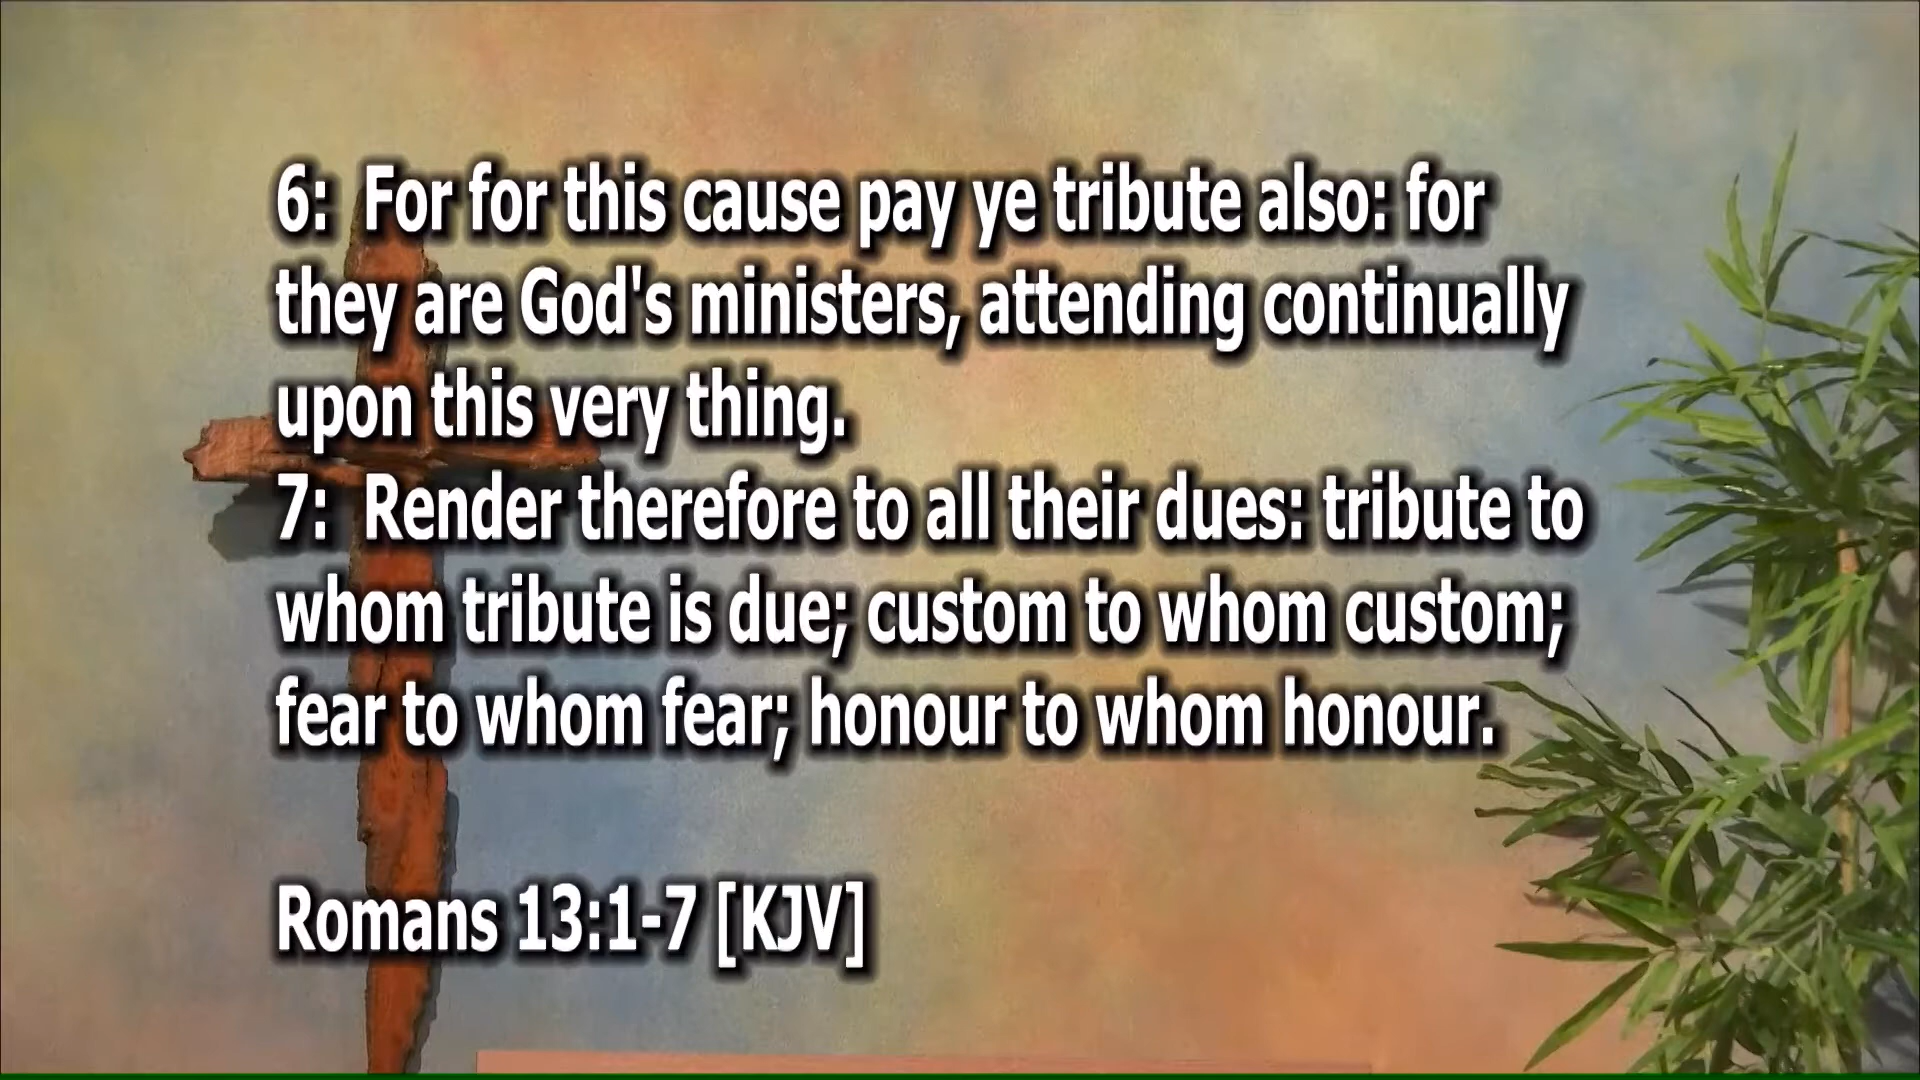 6:  For for this cause pay ye tribute also: for
they are God's ministers, attending continually
upon this very thing.
7:  Render therefore to all their dues: tribute to
whom tribute is due; custom to whom custom;
fear to whom fear; honour to whom honour.
Romans 13:1-7 [KJV]